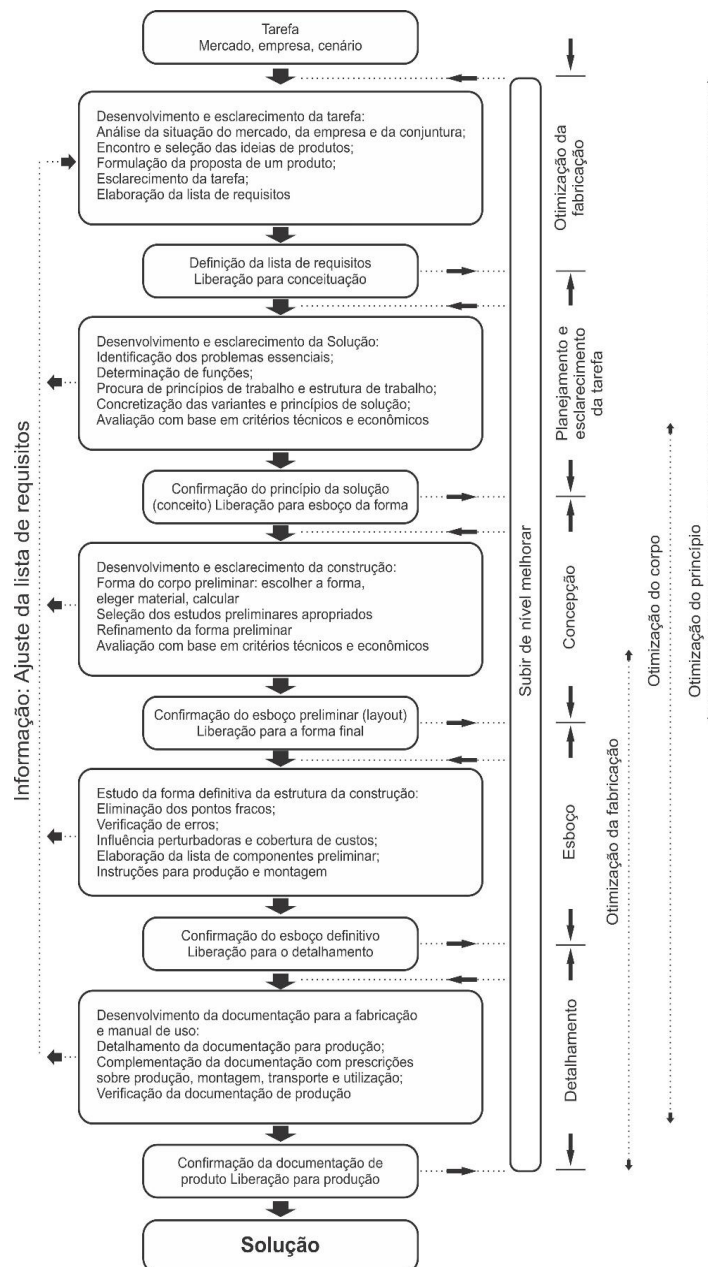 Tarefa
Mercado, empresa, cenário
Desenvolvimento e esclarecimento da tarefa:
Análise da situação do mercado, da empresa e da conjuntura;
Encontro e seleção das ideias de produtos;
Formulação da proposta de um produto;
Esclarecimento da tarefa;
Elaboração da lista de requisitos
Definição da lista de requisitos
Liberação para conceituação
Desenvolvimento e esclarecimento da Solução:
Identificação dos problemas essenciais;
Determinação de funções;
Procura de princípios de trabalho e estrutura de trabalho;
Concretização das variantes e princípios de solução;
Avaliação com base em critérios técnicos e econômicos
Confirmação do princípio da solução
(conceito) Liberação para esboço da forma
Desenvolvimento e esclarecimento da construção:
Forma do corpo preliminar: escolher a forma,
eleger material, calcular
Seleção dos estudos preliminares apropriados
Refinamento da forma preliminar
Avaliação com base em critérios técnicos e econômicos
Confirmação do esboço preliminar (layout)
Liberação para a forma final
Estudo da forma definitiva da estrutura da construção:
Eliminação dos pontos fracos;
Verificação de erros;
Influência perturbadoras e cobertura de custos;
Elaboração da lista de componentes preliminar;
Instruções para produção e montagem
Confirmação do esboço definitivo
Liberação para o detalhamento
Desenvolvimento da documentação para a fabricação
e manual de uso:
Detalhamento da documentação para produção;
Complementação da documentação com prescrições
sobre produção, montagem, transporte e utilização;
Verificação da documentação de produção
Confirmação da documentação de
produto Liberação para produção
Solução
Informação: Ajuste da lista de requisitos
Subir de nível melhorar
Otimização da
fabricação
Planejamento e
esclarecimento
da tarefa
Concepção
Esboço
Detalhamento
Otimização da fabricação
Otimização do corpo
Otimização do princípio